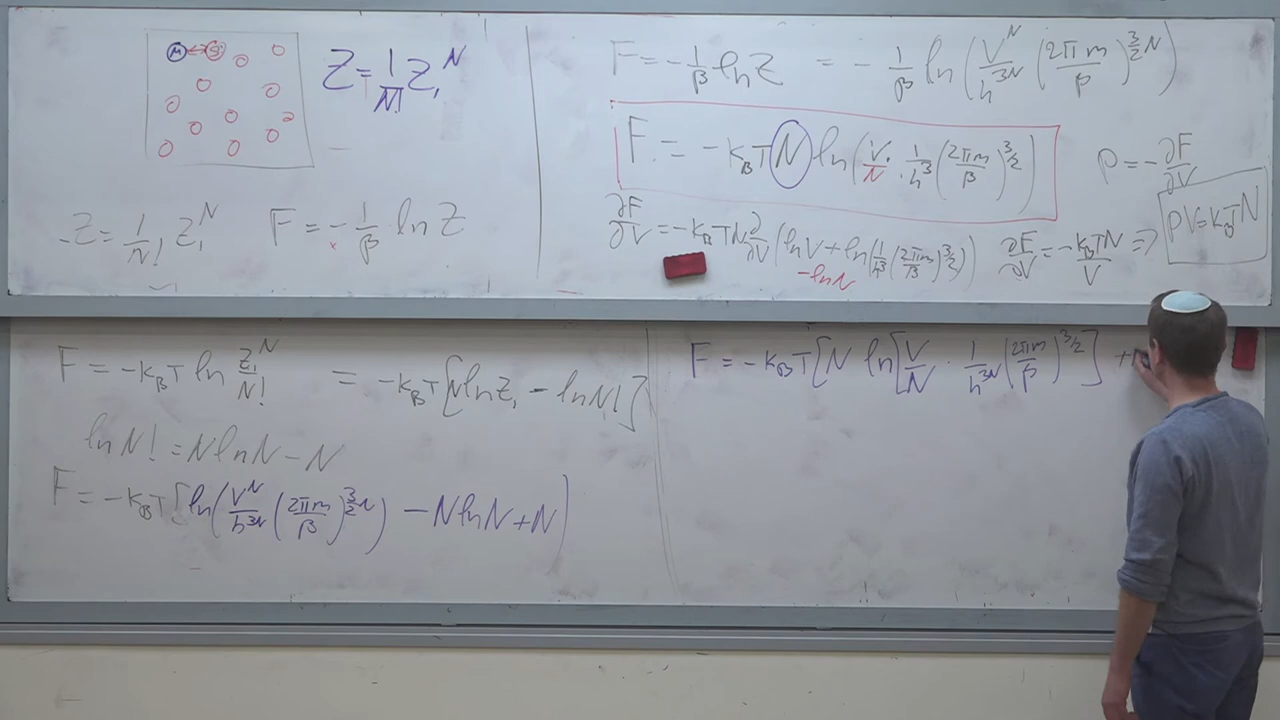 Z = 1/N! Z₁^N
-Z = 1/N! Z₁^N F = -1/β ln Z
F = -1/β ln Z = -1/β ln(V^N/h^3N (2πm/β)^(3/2 N))
F = -k_B T N ln(V/N · 1/h³ (2πm/β)^(3/2))
P = -∂F/∂V
∂F/∂V = -k_B T N ∂/∂V (ln V + ln(1/h³ (2πm/β)^(3/2))) ∂F/∂V = -k_B T N/V ⇒ PV = k_B T N
-ln N
F = -k_B T ln Z₁^N/N! = -k_B T [N ln Z₁ - ln N!]
ln N! = N ln N - N
F = -k_B T [ln(V^N/h^3N (2πm/β)^(3/2 N)) - N ln N + N)
F = -k_B T [N ln[V/N · 1/h^3N (2πm/β)^(3/2)] +